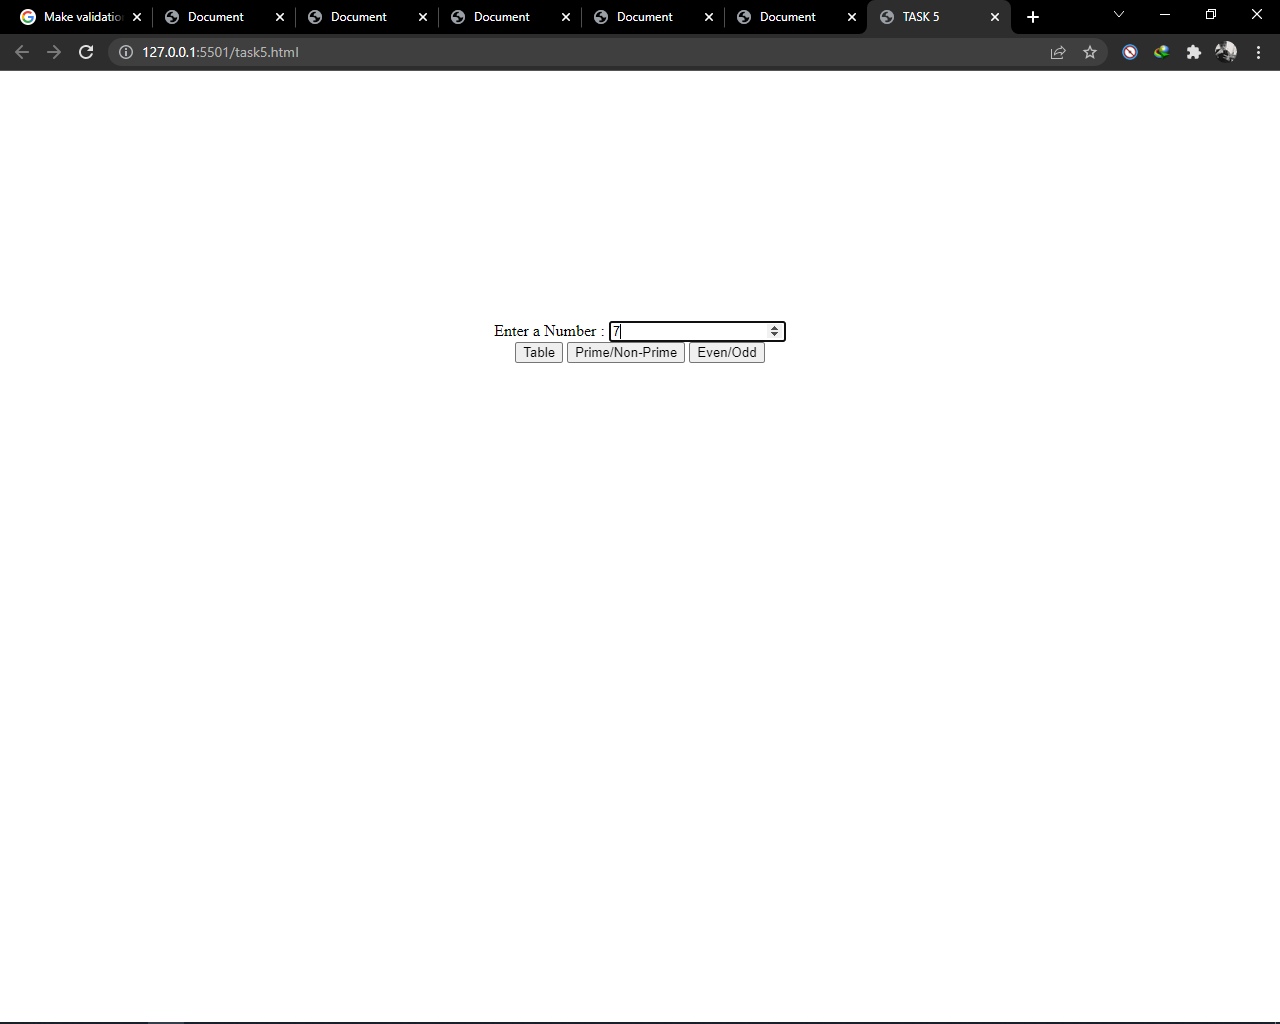 Make validatio
Document
Document
Document
Document
Document
TASK 5
127.0.0.1:5501/task5.html
Enter a Number : 7
Table Prime/Non-Prime Even/Odd